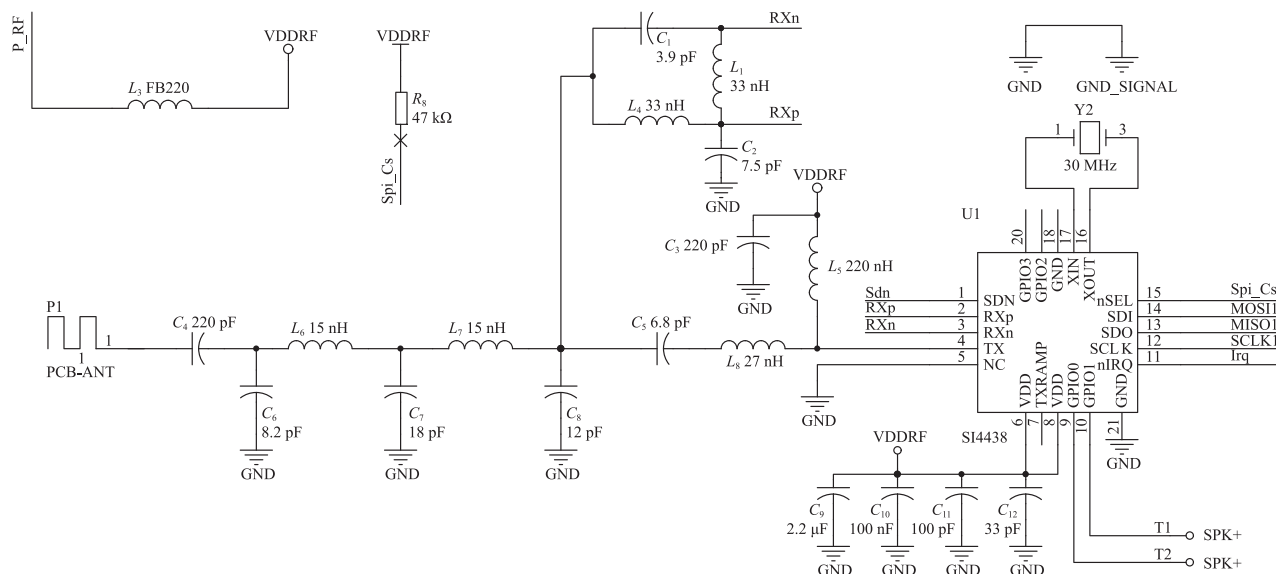 P_RF
VDDRF
L3 FB220
VDDRF
R8
47 kΩ
Spi_Cs
RXn
C1
3.9 pF
L1
33 nH
L4 33 nH
RXp
C2
7.5 pF
GND
GND
GND_SIGNAL
Y2
1
3
30 MHz
VDDRF
C3 220 pF
GND
L5 220 nH
U1
20
GPIO3
GPIO2
18
GND
17
XIN
16
XOUT
Sdn
1
SDN
RXp
2
RXp
RXn
3
RXn
4
TX
5
NC
nSEL
15
Spi_Cs
SDI
14
MOSI1
SDO
13
MISO1
SCLK
12
SCLK1
nIRQ
11
Irq
VDD
TXRAMP
VDD
GPIO0
GPIO1
GND
6
7
8
9
10
21
GND
SI4438
P1
1
1
PCB-ANT
C4 220 pF
L6 15 nH
L7 15 nH
C5 6.8 pF
L8 27 nH
GND
C6
8.2 pF
GND
C7
18 pF
GND
C8
12 pF
GND
VDDRF
C9
2.2 μF
GND
C10
100 nF
GND
C11
100 pF
GND
C12
33 pF
GND
T1
SPK+
T2
SPK+